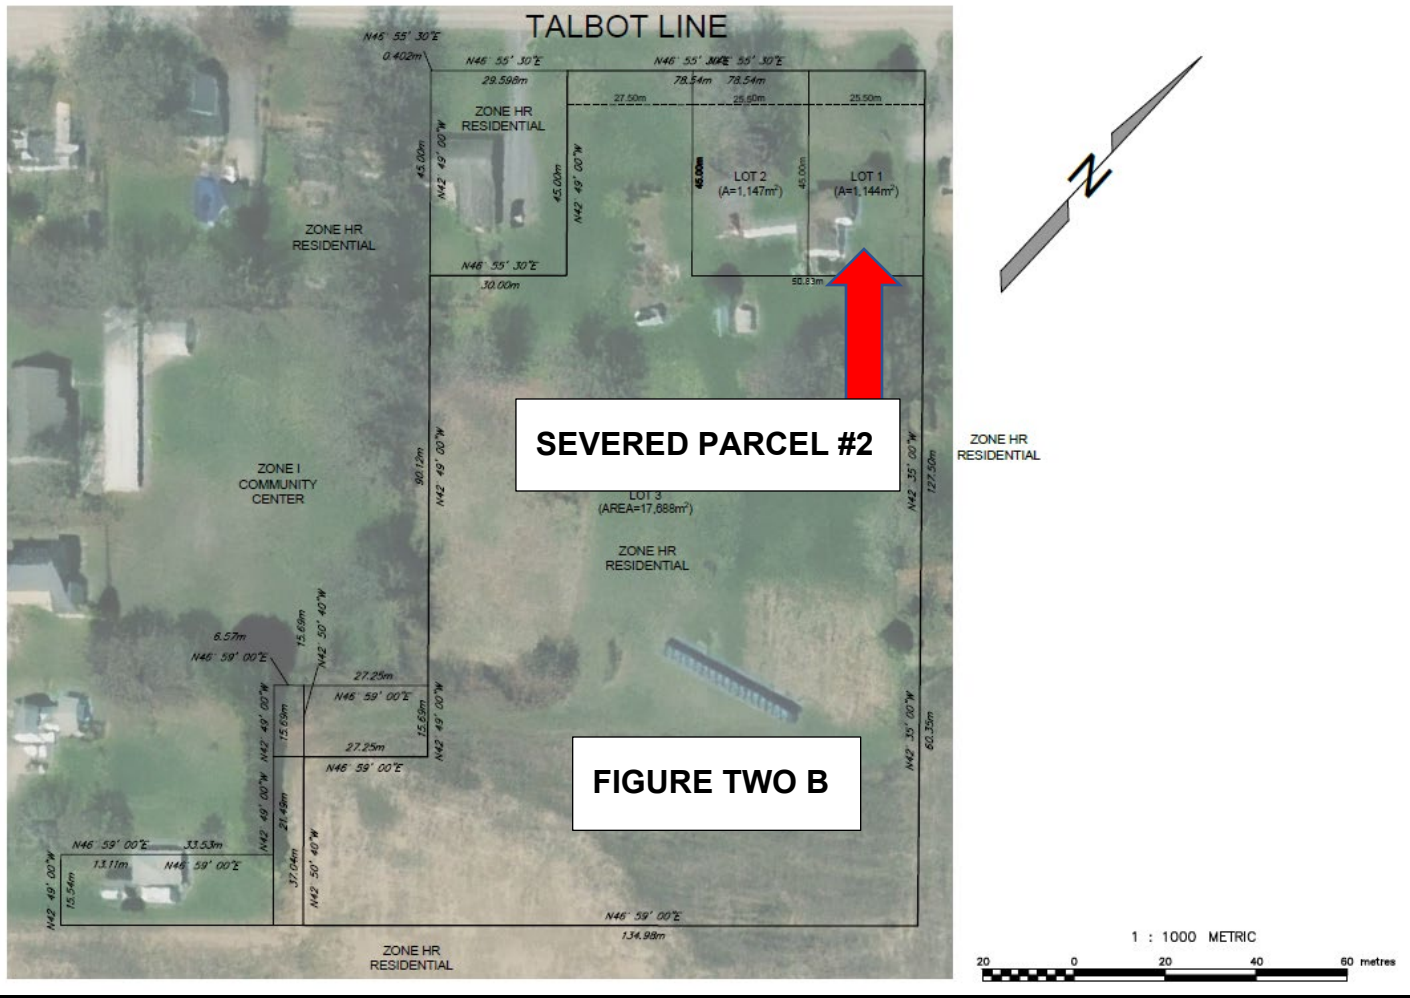 TALBOT LINE
N46° 55' 30"E
0.402m
N46° 55' 30"E
29.598m
N46° 55' 30"E
78.54m
55' 30"E
78.54m
27.50m
25.50m
25.50m
ZONE HR
RESIDENTIAL
45.00m
N42° 49' 00"W
45.00m
N42° 49' 00"W
45.00m
45.00m
LOT 2
(A=1,147m²)
LOT 1
(A=1,144m²)
ZONE HR
RESIDENTIAL
N46° 55' 30"E
30.00m
50.83m
N
SEVERED PARCEL #2
ZONE HR
RESIDENTIAL
90.12m
N42° 49' 00"W
N42° 35' 00"W
127.50m
ZONE I
COMMUNITY
CENTER
LOT 3
(AREA=17,688m²)
ZONE HR
RESIDENTIAL
6.57m
N46° 59' 00"E
15.69m
N42° 50' 40"W
27.25m
N46° 59' 00"E
N42° 49' 00"W
15.69m
15.69m
N42° 49' 00"W
27.25m
N46° 59' 00"E
N42° 35' 00"W
60.35m
FIGURE TWO B
N42° 49' 00"W
21.49m
37.04m
N42° 50' 40"W
N46° 59' 00"E
33.53m
13.11m
N46° 59' 00"E
N42° 49' 00"W
15.54m
N46° 59' 00"E
134.98m
ZONE HR
RESIDENTIAL
1 : 1000 METRIC
20 0 20 40 60 metres